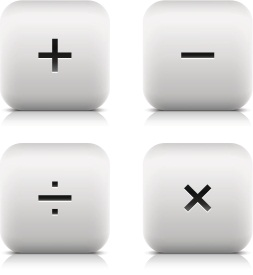 + −
÷ ×